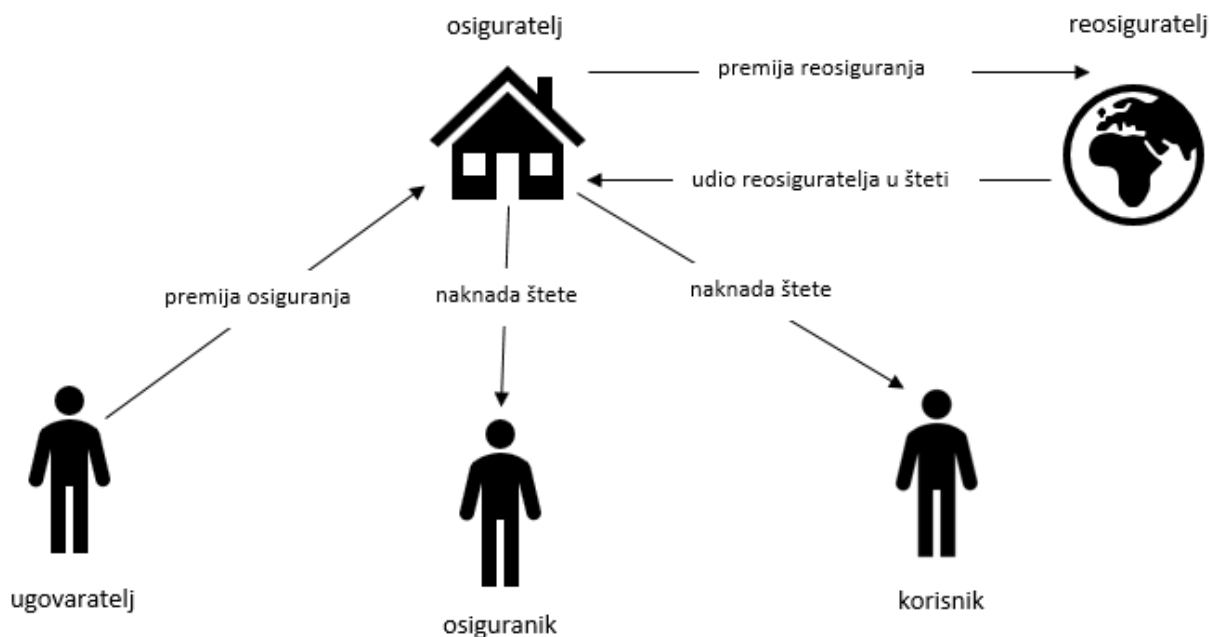 osiguratelj
reosiguratelj
premija reosiguranja
udio reosiguratelja u šteti
premija osiguranja
naknada štete
naknada štete
ugovaratelj
osiguranik
korisnik